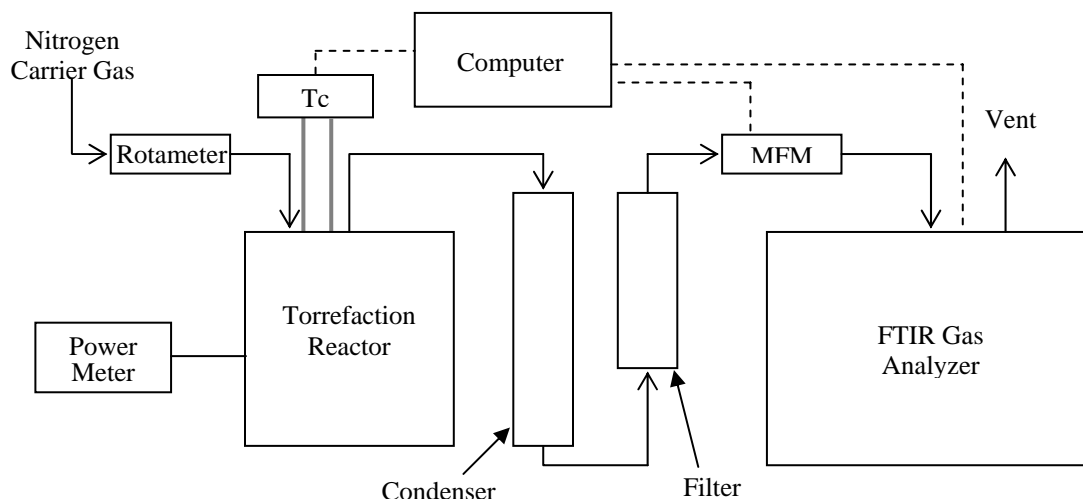 Nitrogen
Carrier Gas
Tc
Computer
Vent
Rotameter
MFM
Torrefaction
Reactor
Power
Meter
FTIR Gas
Analyzer
Condenser
Filter